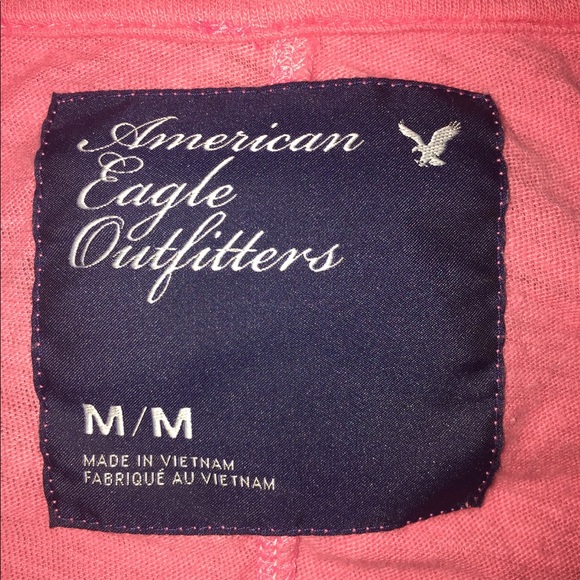 American
Eagle
Outfitters
M/M
MADE IN VIETNAM
FABRIQUÉ AU VIETNAM